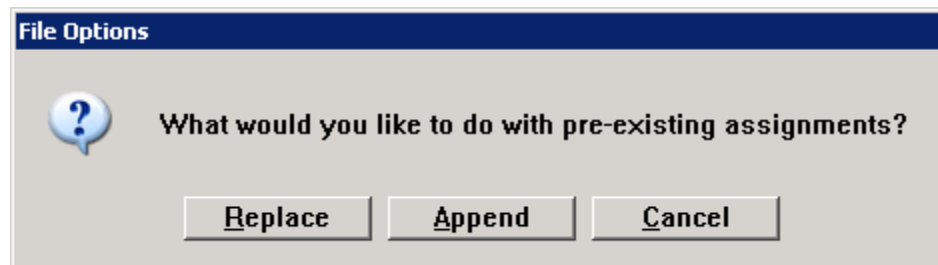 File Options
What would you like to do with pre-existing assignments?
Replace Append Cancel